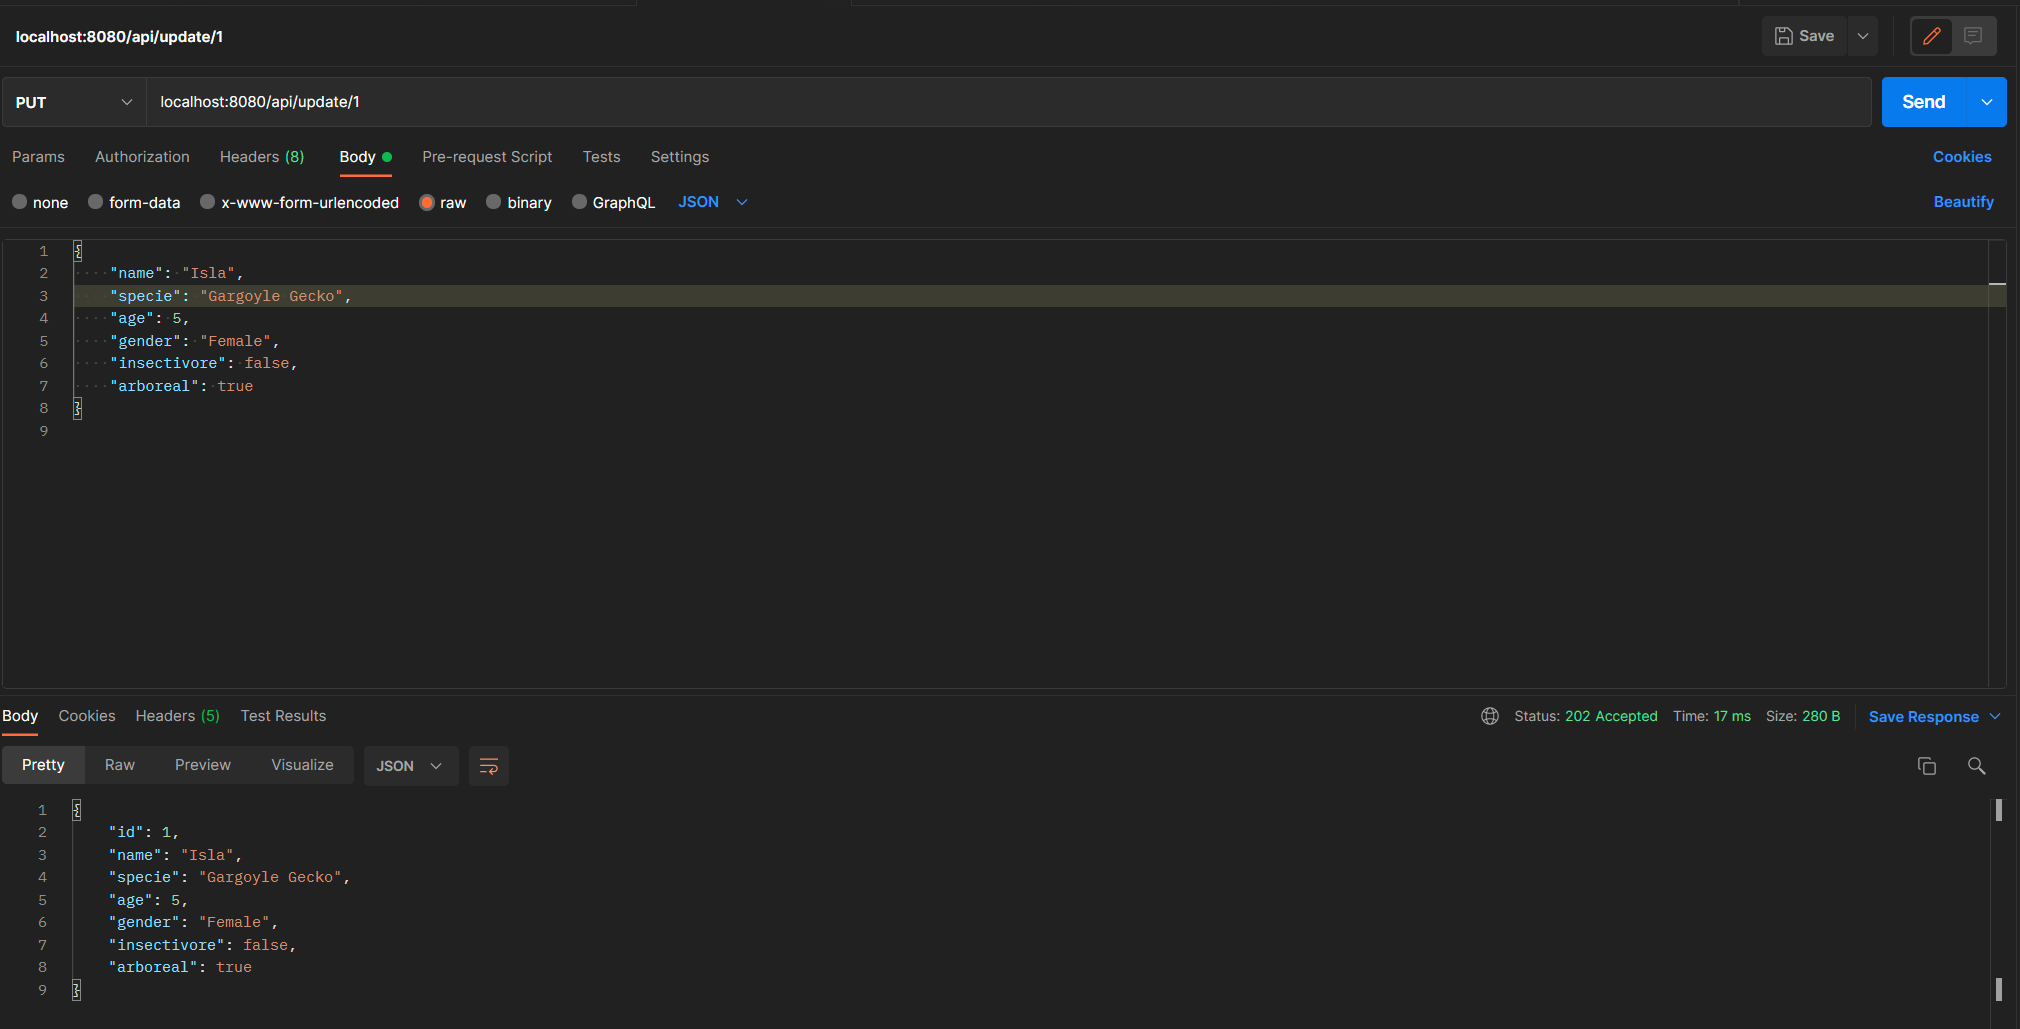 localhost:8080/api/update/1
Save
PUT localhost:8080/api/update/1 Send
Params Authorization Headers (8) Body Pre-request Script Tests Settings Cookies
none form-data x-www-form-urlencoded raw binary GraphQL JSON Beautify
1 {
2 "name": "Isla",
3 "specie": "Gargoyle Gecko",
4 "age": 5,
5 "gender": "Female",
6 "insectivore": false,
7 "arboreal": true
8 }
9
Body Cookies Headers (5) Test Results Status: 202 Accepted Time: 17 ms Size: 280 B Save Response
Pretty Raw Preview Visualize JSON
1 {
2 "id": 1,
3 "name": "Isla",
4 "specie": "Gargoyle Gecko",
5 "age": 5,
6 "gender": "Female",
7 "insectivore": false,
8 "arboreal": true
9 }